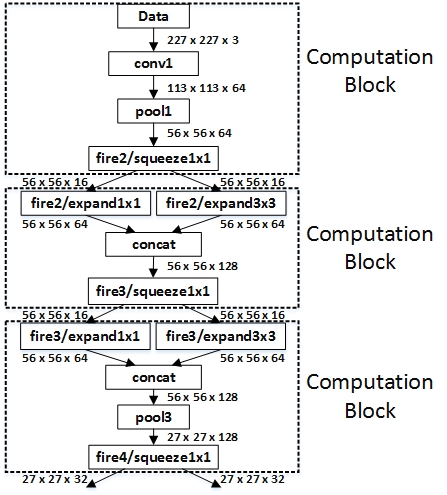 Data
227 x 227 x 3
Computation
Block
conv1
113 x 113 x 64
pool1
56 x 56 x 64
fire2/squeeze1x1
56 x 56 x 16 56 x 56 x 16
fire2/expand1x1 fire2/expand3x3
56 x 56 x 64 56 x 56 x 64
Computation
Block
concat
56 x 56 x 128
fire3/squeeze1x1
56 x 56 x 16 56 x 56 x 16
fire3/expand1x1 fire3/expand3x3
56 x 56 x 64 56 x 56 x 64
concat
Computation
Block
56 x 56 x 128
pool3
27 x 27 x 128
fire4/squeeze1x1
27 x 27 x 32 27 x 27 x 32